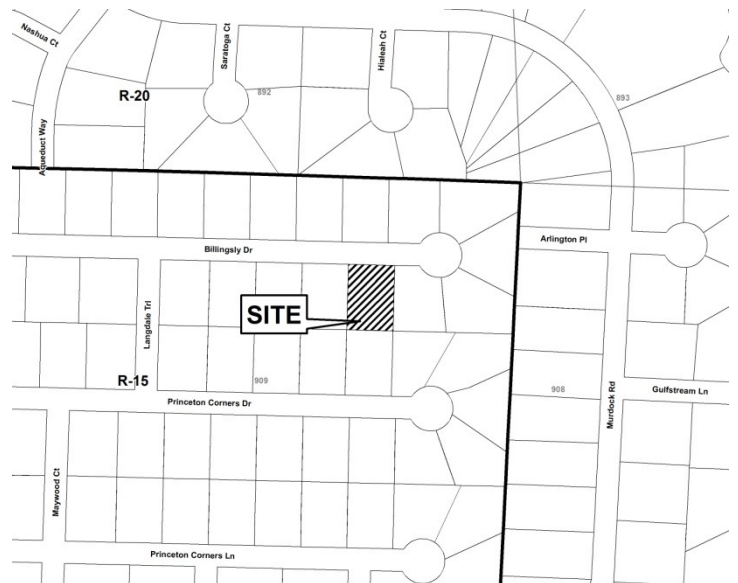 Nashua Ct
Saratoga Ct
Hialeah Ct
R-20
892
893
Aqueduct Way
Billingsly Dr
Arlington Pl
Langdale Trl
SITE
R-15
909
908
Murdock Rd
Gulfstream Ln
Princeton Corners Dr
Maywood Ct
Princeton Corners Ln